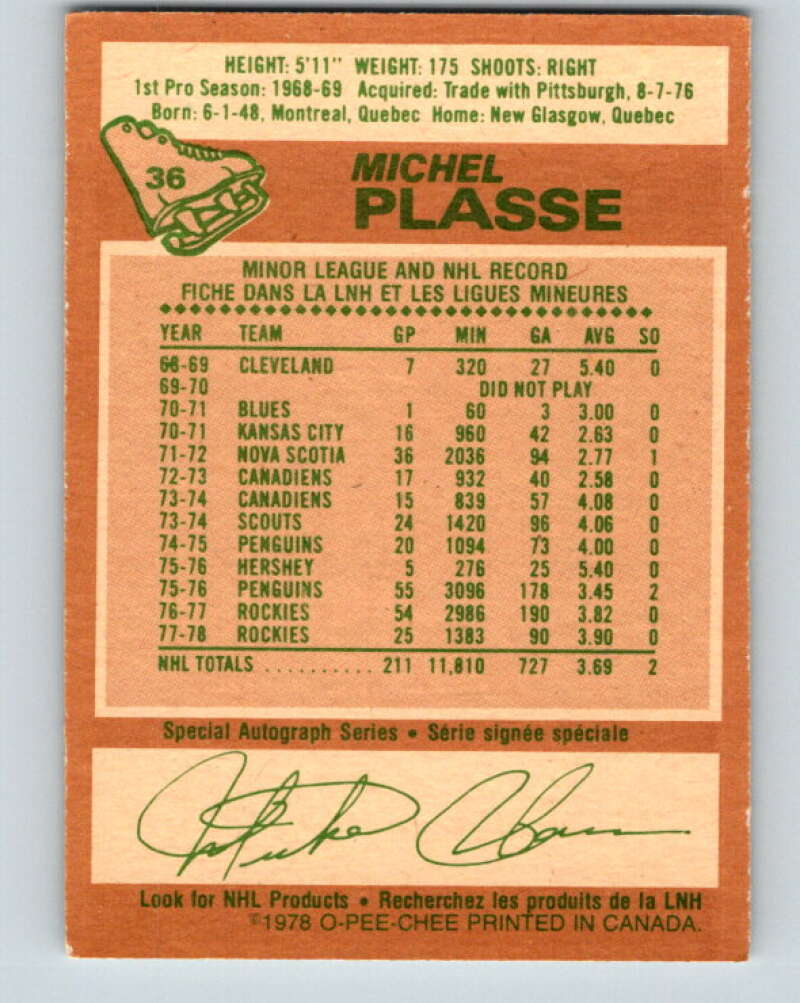 HEIGHT: 5'11" WEIGHT: 175 SHOOTS: RIGHT
1st Pro Season: 1968-69 Acquired: Trade with Pittsburgh, 8-7-76
Born: 6-1-48, Montreal, Quebec Home: New Glasgow, Quebec
36
MICHEL
PLASSE
MINOR LEAGUE AND NHL RECORD
FICHE DANS LA LNH ET LES LIGUES MINEURES
YEAR TEAM GP MIN GA AVG SO
68-69 CLEVELAND 7 320 27 5.40 0
69-70 DID NOT PLAY
70-71 BLUES 1 60 3 3.00 0
70-71 KANSAS CITY 16 960 42 2.63 0
71-72 NOVA SCOTIA 36 2036 94 2.77 1
72-73 CANADIENS 17 932 40 2.58 0
73-74 CANADIENS 15 839 57 4.08 0
73-74 SCOUTS 24 1420 96 4.06 0
74-75 PENGUINS 20 1094 73 4.00 0
75-76 HERSHEY 5 276 25 5.40 0
75-76 PENGUINS 55 3096 178 3.45 2
76-77 ROCKIES 54 2986 190 3.82 0
77-78 ROCKIES 25 1383 90 3.90 0
NHL TOTALS .......... 211 11,810 727 3.69 2
Special Autograph Series • Série signée spéciale
Look for NHL Products • Recherchez les produits de la LNH
©1978 O-PEE-CHEE PRINTED IN CANADA.